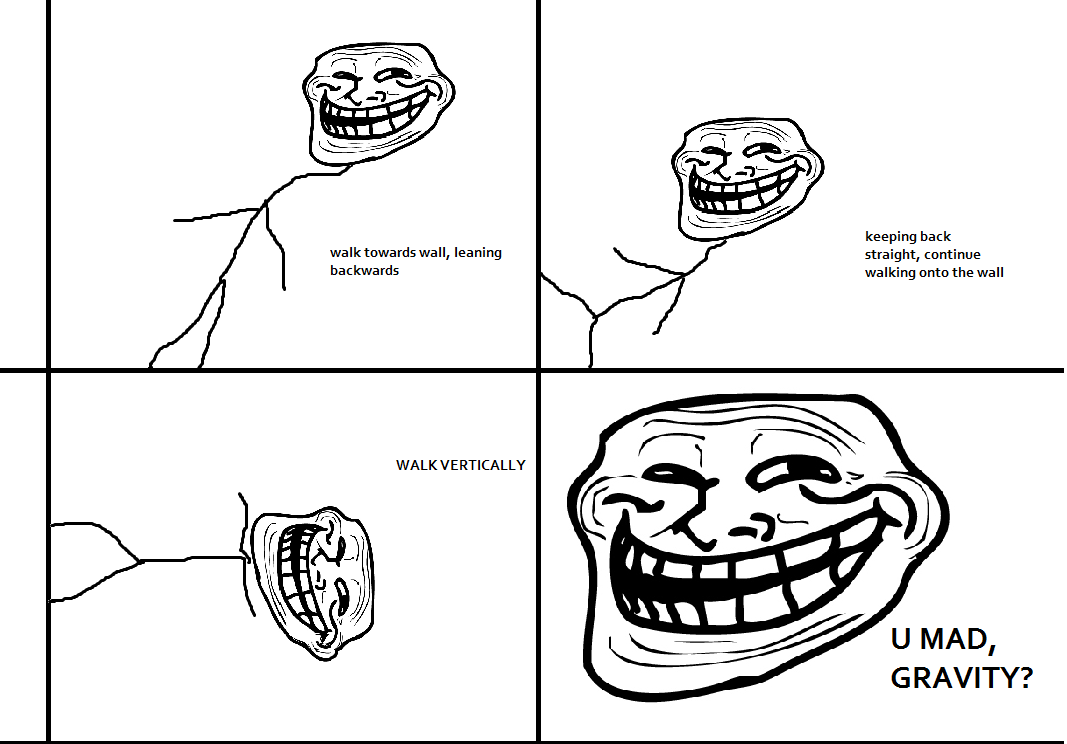 walk towards wall, leaning
backwards
keeping back
straight, continue
walking onto the wall
WALK VERTICALLY
U MAD,
GRAVITY?